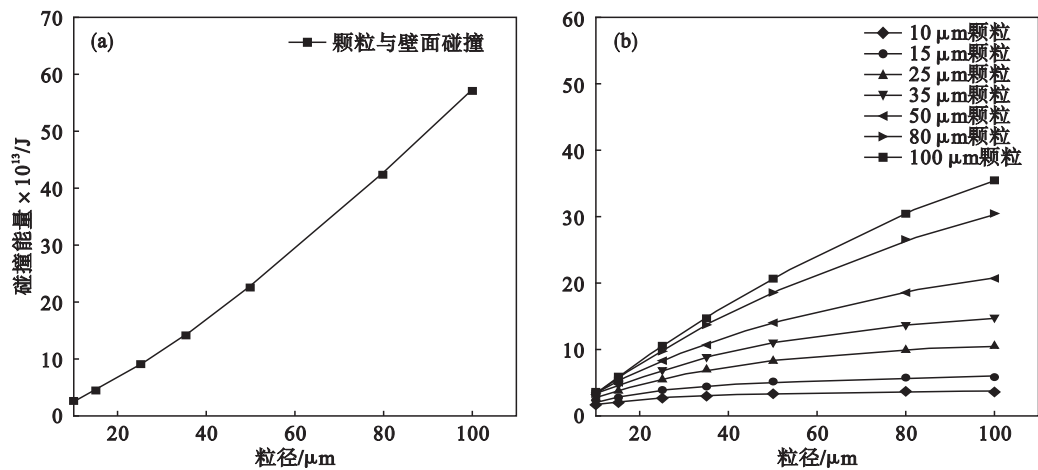 (a)
颗粒与壁面碰撞
70
60
50
40
30
20
10
0
20 40 60 80 100
粒径/μm
碰撞能量×10¹³/J
(b)
10 μm颗粒
15 μm颗粒
25 μm颗粒
35 μm颗粒
50 μm颗粒
80 μm颗粒
100 μm颗粒
60
50
40
30
20
10
0
20 40 60 80 100
粒径/μm